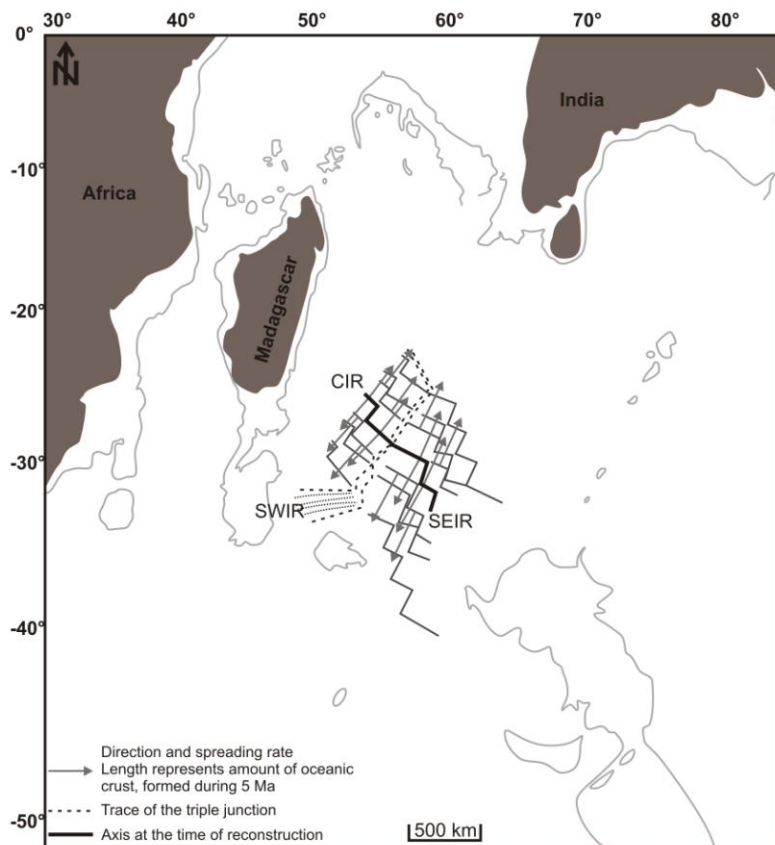 30° 40° 50° 60° 70° 80°
0°
N
India
-10°
Africa
Madagascar
-20°
CIR
-30°
SWIR
SEIR
-40°
Direction and spreading rate
Length represents amount of oceanic
crust, formed during 5 Ma
Trace of the triple junction
-50°
Axis at the time of reconstruction
500 km